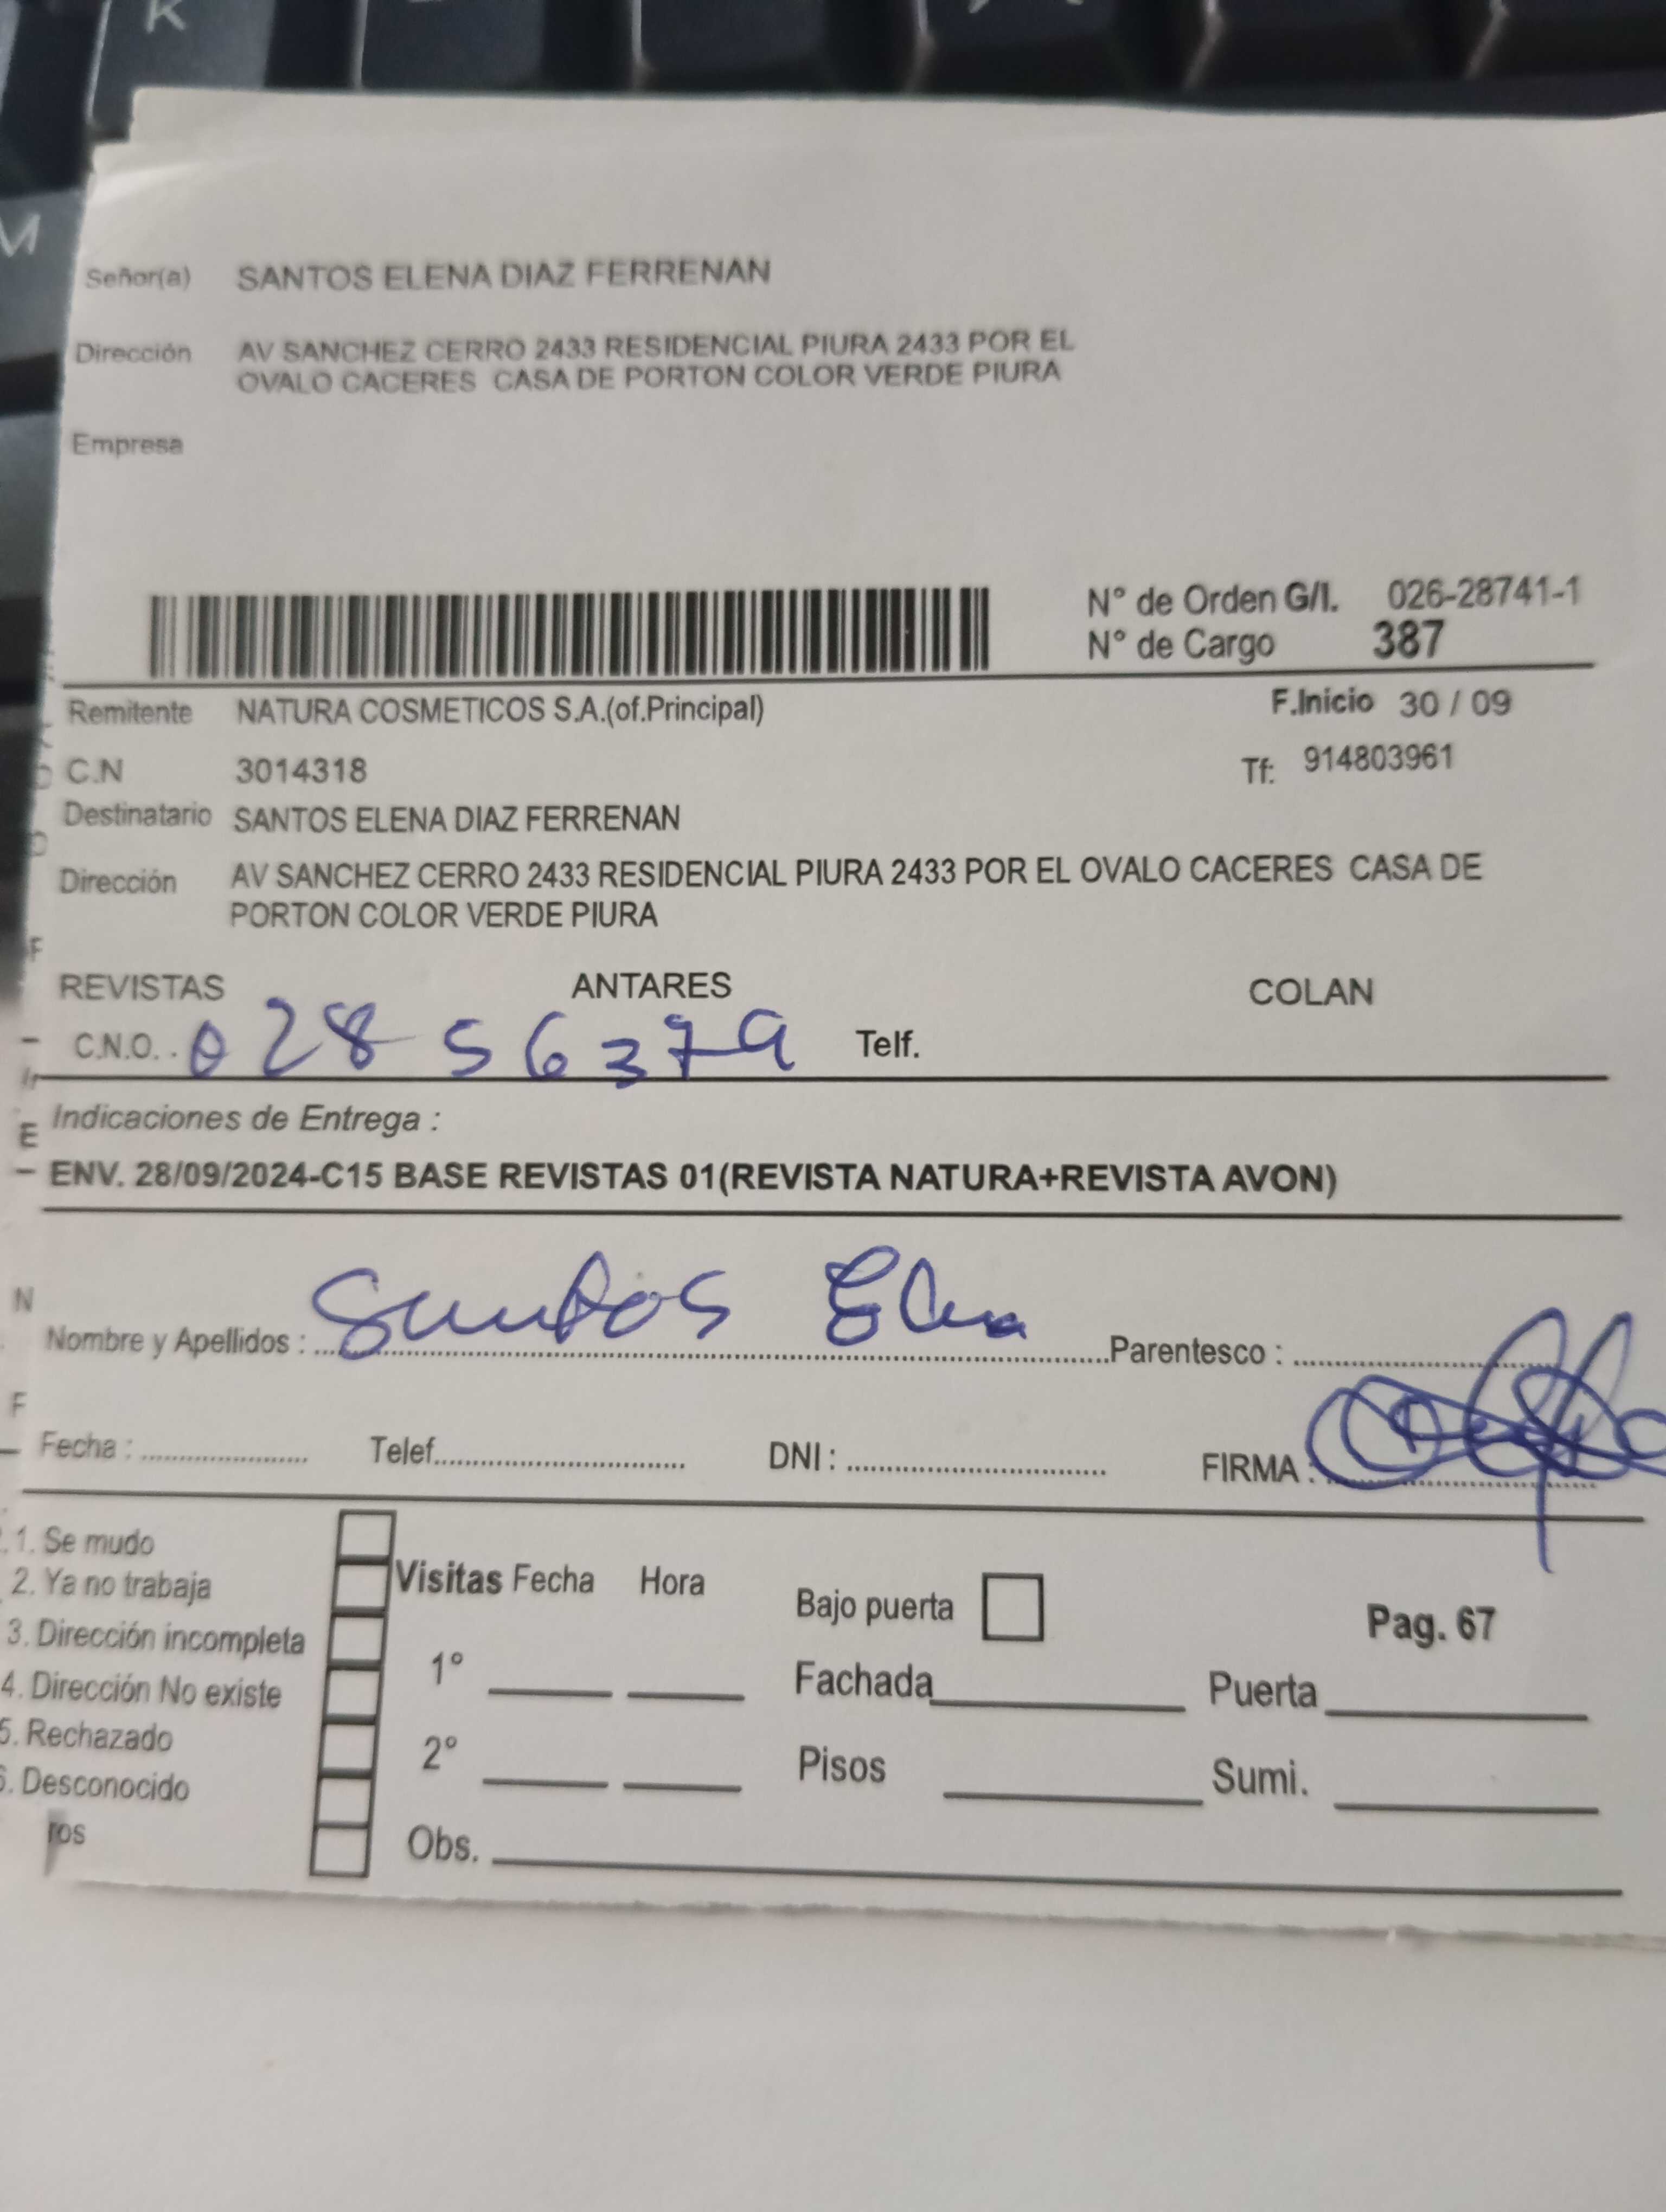 K
M
Señor(a) SANTOS ELENA DIAZ FERRENAN
Dirección AV SANCHEZ CERRO 2433 RESIDENCIAL PIURA 2433 POR EL
OVALO CACERES CASA DE PORTON COLOR VERDE PIURA
Empresa
N° de Orden G/I. 026-28741-1
N° de Cargo 387
Remitente NATURA COSMETICOS S.A.(of.Principal) F.Inicio 30 / 09
C.N 3014318 Tf: 914803961
Destinatario SANTOS ELENA DIAZ FERRENAN
Dirección AV SANCHEZ CERRO 2433 RESIDENCIAL PIURA 2433 POR EL OVALO CACERES CASA DE
PORTON COLOR VERDE PIURA
REVISTAS ANTARES COLAN
C.N.O. . 02856379 Telf.
Indicaciones de Entrega :
ENV. 28/09/2024-C15 BASE REVISTAS 01(REVISTA NATURA+REVISTA AVON)
Nombre y Apellidos : Santos Elena Parentesco :
Fecha : Telef. DNI : FIRMA :
1. Se mudo
2. Ya no trabaja Visitas Fecha Hora Bajo puerta Pag. 67
3. Dirección incompleta
4. Dirección No existe 1° Fachada Puerta
5. Rechazado
6. Desconocido 2° Pisos Sumi.
ros Obs.